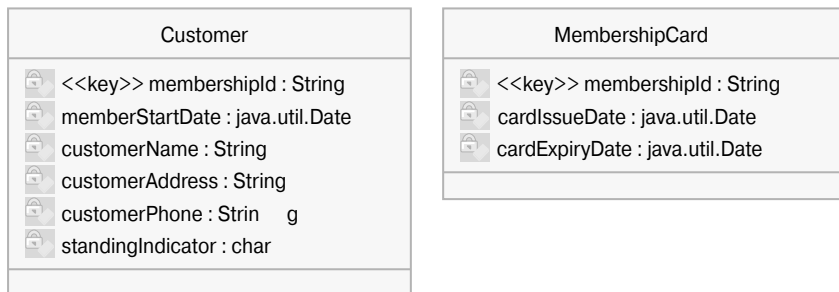 Customer
<<key>> membershipId : String
memberStartDate : java.util.Date
customerName : String
customerAddress : String
customerPhone : Strin g
standingIndicator : char
MembershipCard
<<key>> membershipId : String
cardIssueDate : java.util.Date
cardExpiryDate : java.util.Date